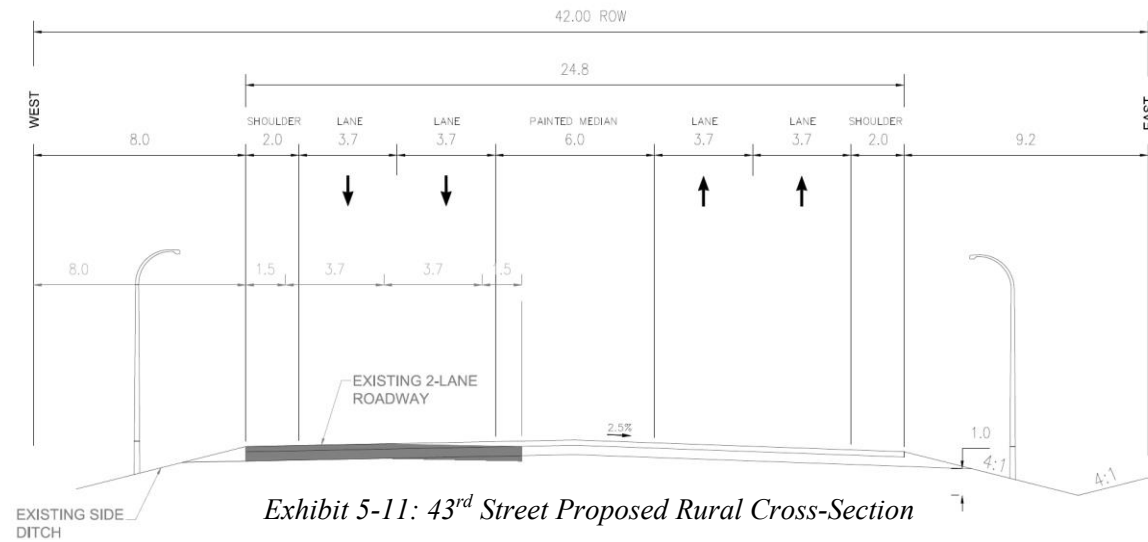 42.00 ROW
24.8
WEST
EAST
SHOULDER LANE LANE PAINTED MEDIAN LANE LANE SHOULDER
8.0 2.0 3.7 3.7 6.0 3.7 3.7 2.0 9.2
8.0 1.5 3.7 3.7 1.5
EXISTING 2-LANE
ROADWAY
2.5%
1.0
4:1
4:1
EXISTING SIDE
DITCH
Exhibit 5-11: 43rd Street Proposed Rural Cross-Section